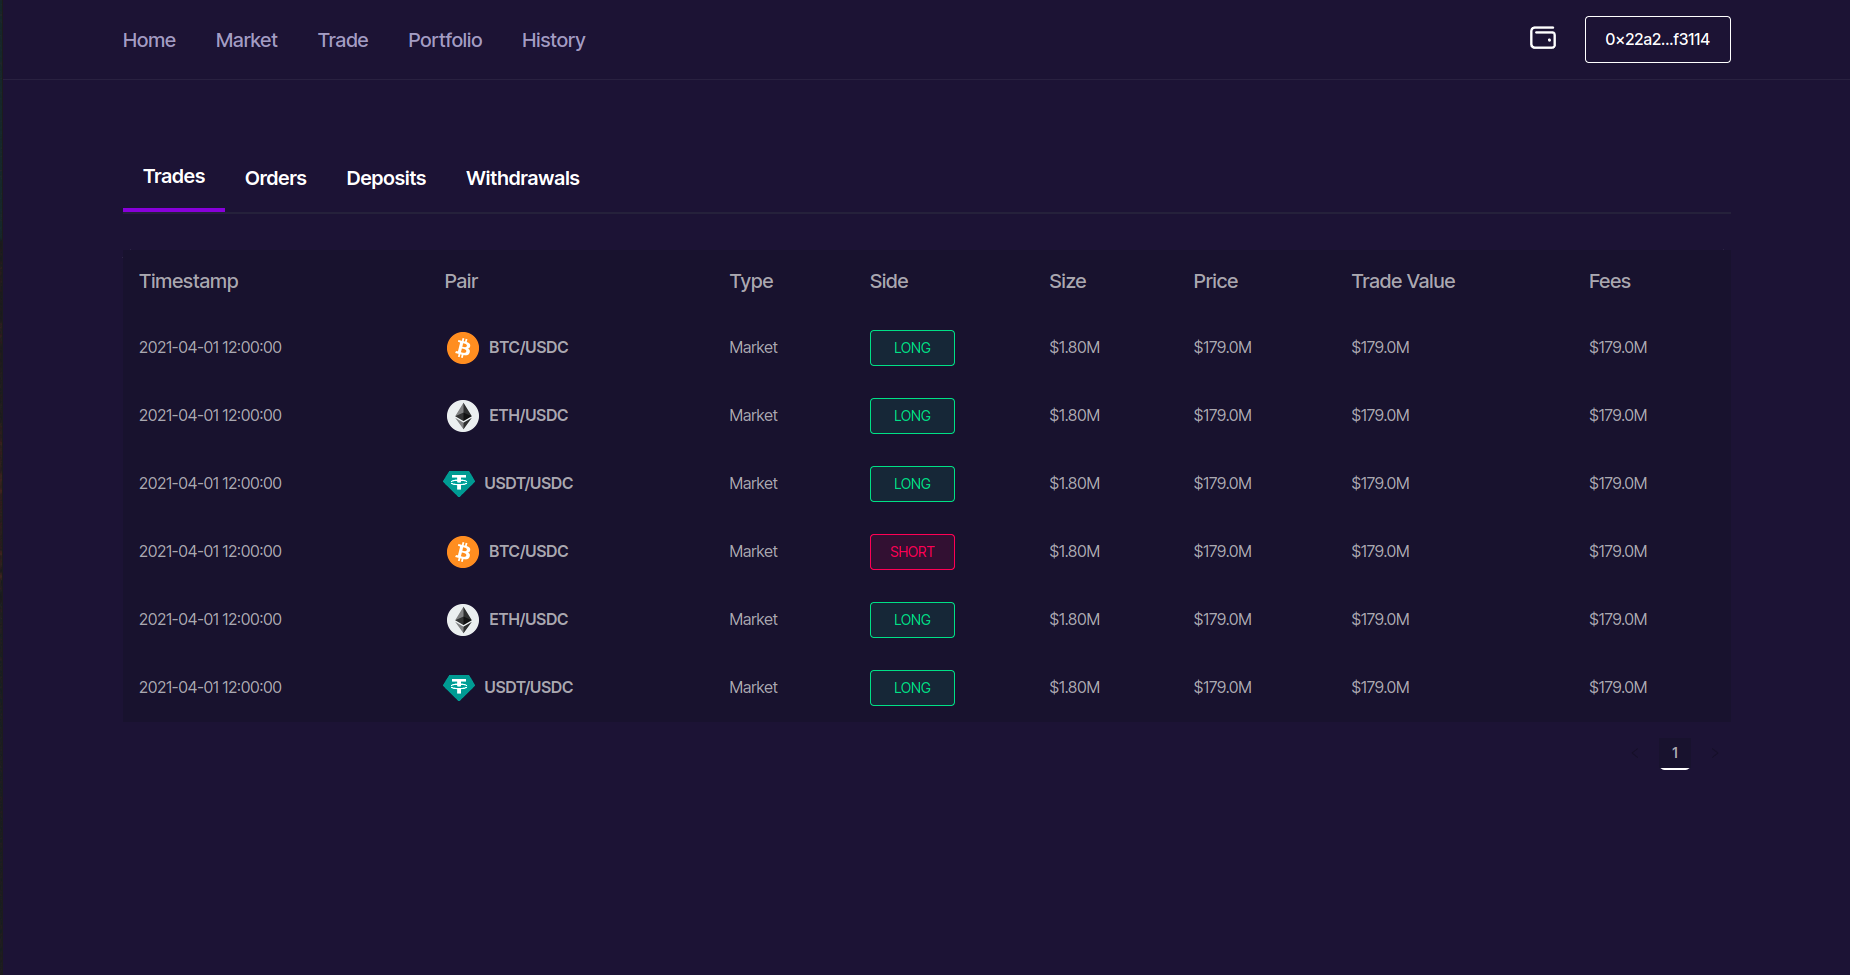 Home Market Trade Portfolio History 0×22a2...f3114
Trades Orders Deposits Withdrawals
Timestamp Pair Type Side Size Price Trade Value Fees
2021-04-01 12:00:00 BTC/USDC Market LONG $1.80M $179.0M $179.0M $179.0M
2021-04-01 12:00:00 ETH/USDC Market LONG $1.80M $179.0M $179.0M $179.0M
2021-04-01 12:00:00 USDT/USDC Market LONG $1.80M $179.0M $179.0M $179.0M
2021-04-01 12:00:00 BTC/USDC Market SHORT $1.80M $179.0M $179.0M $179.0M
2021-04-01 12:00:00 ETH/USDC Market LONG $1.80M $179.0M $179.0M $179.0M
2021-04-01 12:00:00 USDT/USDC Market LONG $1.80M $179.0M $179.0M $179.0M
1